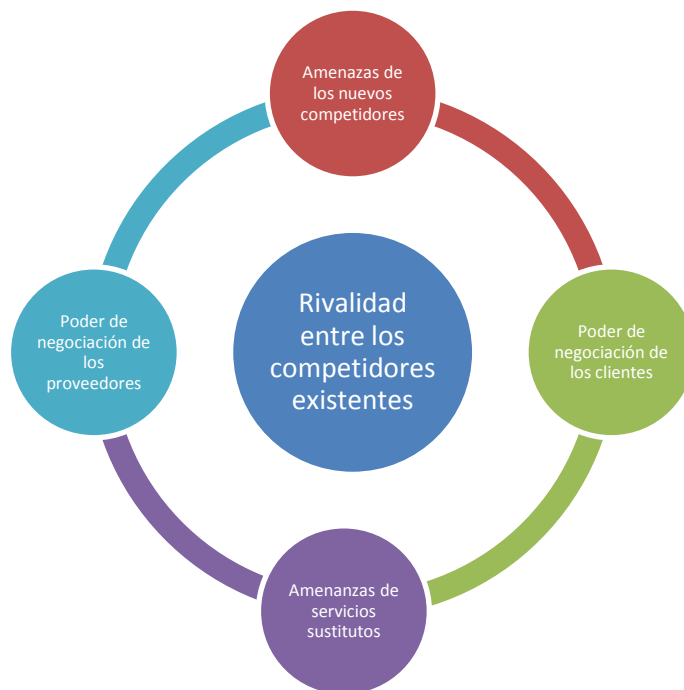 Amenazas de
los nuevos
competidores
Poder de
negociación de
los
proveedores
Rivalidad
entre los
competidores
existentes
Poder de
negociación de
los clientes
Amenanzas de
servicios
sustitutos